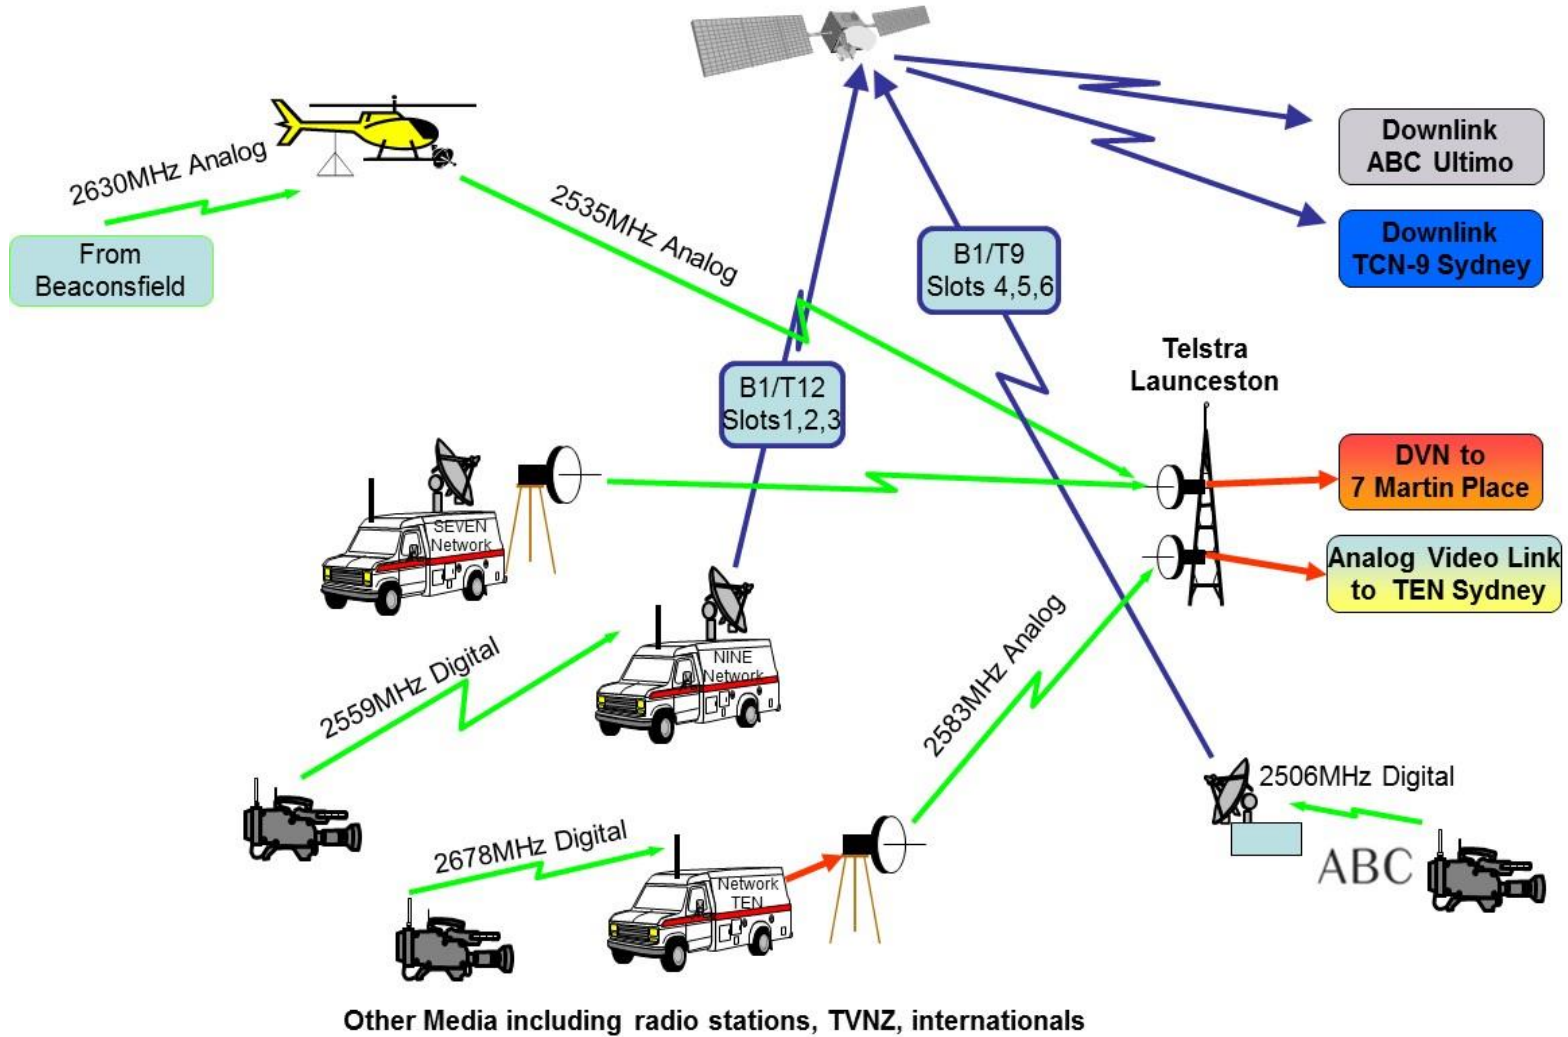 2630MHz Analog
From
Beaconsfield
2535MHz Analog
B1/T9
Slots 4,5,6
Downlink
ABC Ultimo
Downlink
TCN-9 Sydney
B1/T12
Slots1,2,3
Telstra
Launceston
DVN to
7 Martin Place
Analog Video Link
to TEN Sydney
SEVEN
Network
NINE
Network
2559MHz Digital
2583MHz Analog
2678MHz Digital
Network
TEN
2506MHz Digital
ABC
Other Media including radio stations, TVNZ, internationals